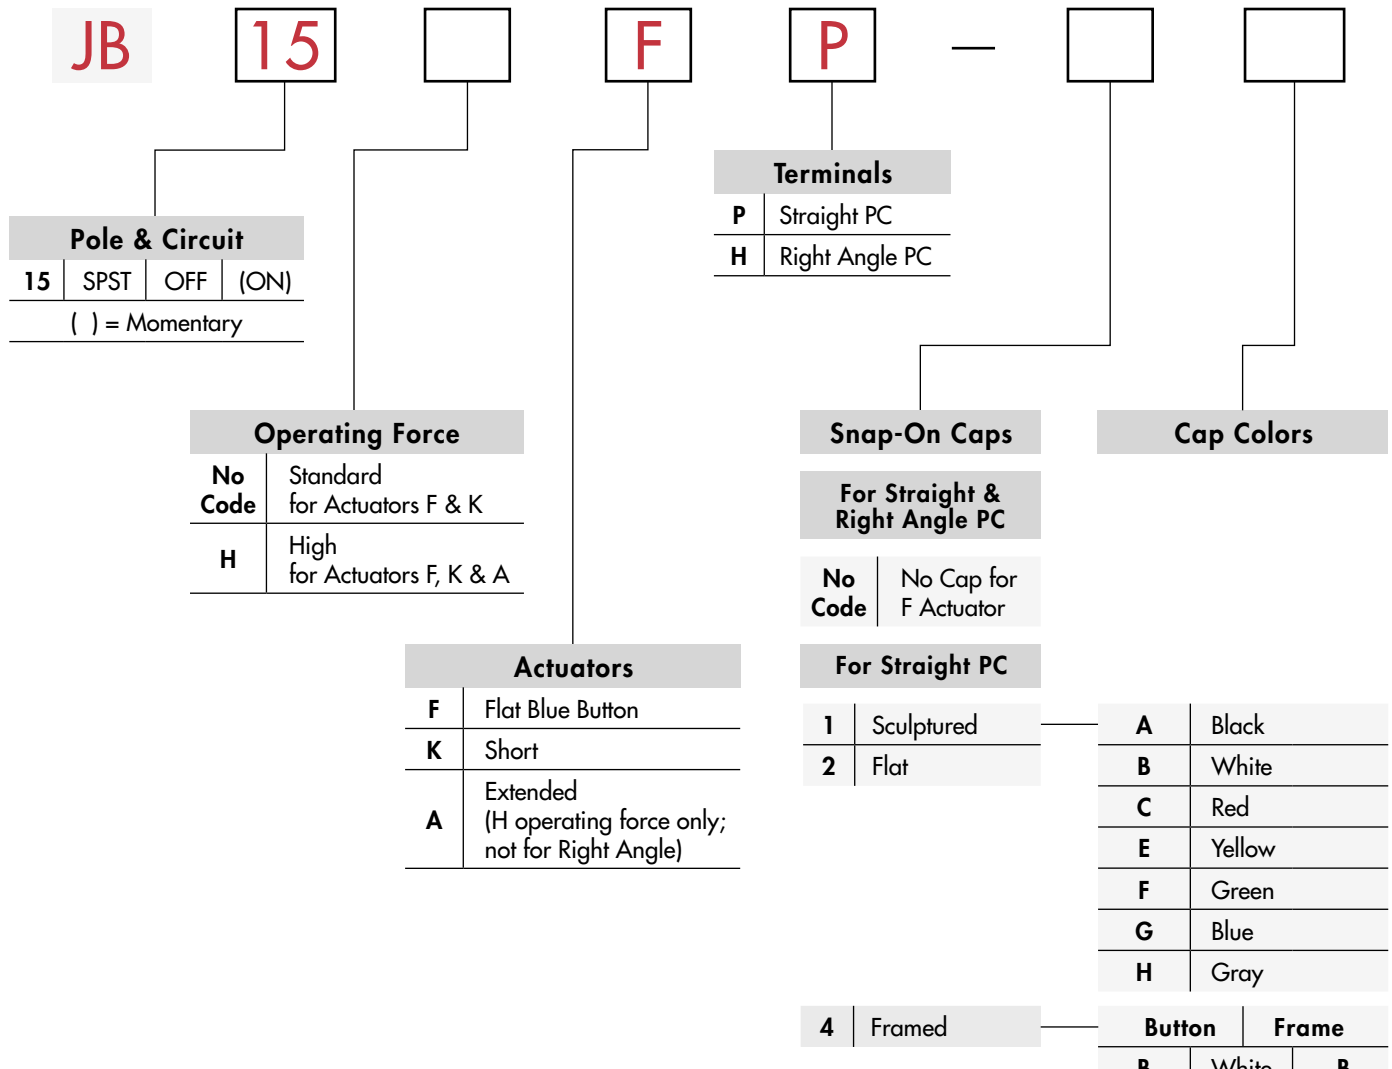 JB 15 F P —
Terminals
P Straight PC
H Right Angle PC
Pole & Circuit
15 SPST OFF (ON)
( ) = Momentary
Operating Force
No Code Standard
for Actuators F & K
H High
for Actuators F, K & A
Actuators
F Flat Blue Button
K Short
A Extended
(H operating force only;
not for Right Angle)
Snap-On Caps
For Straight &
Right Angle PC
No Code No Cap for
F Actuator
For Straight PC
1 Sculptured
2 Flat
4 Framed
Cap Colors
A Black
B White
C Red
E Yellow
F Green
G Blue
H Gray
Button Frame
B White B